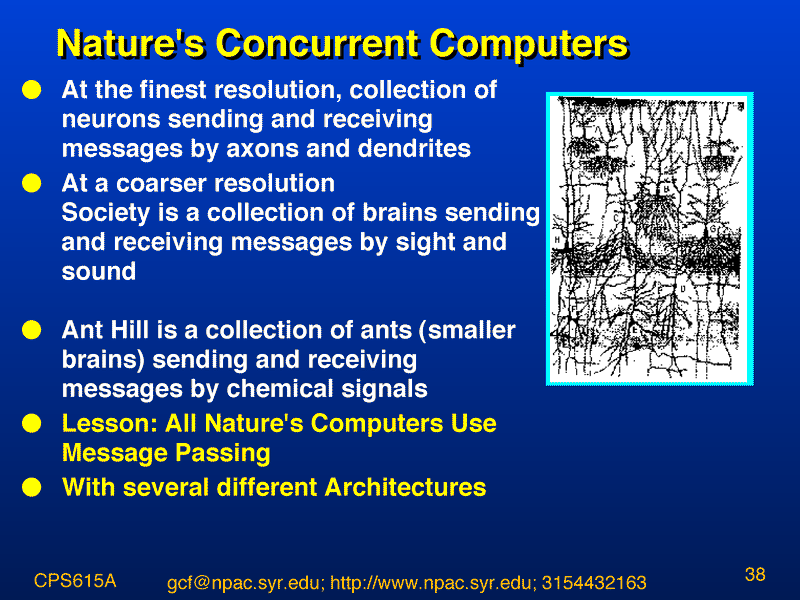 Nature's Concurrent Computers
At the finest resolution, collection of
neurons sending and receiving
messages by axons and dendrites
At a coarser resolution
Society is a collection of brains sending
and receiving messages by sight and
sound
Ant Hill is a collection of ants (smaller
brains) sending and receiving
messages by chemical signals
Lesson: All Nature's Computers Use
Message Passing
With several different Architectures
CPS615A
gcf@npac.syr.edu; http://www.npac.syr.edu; 3154432163
38